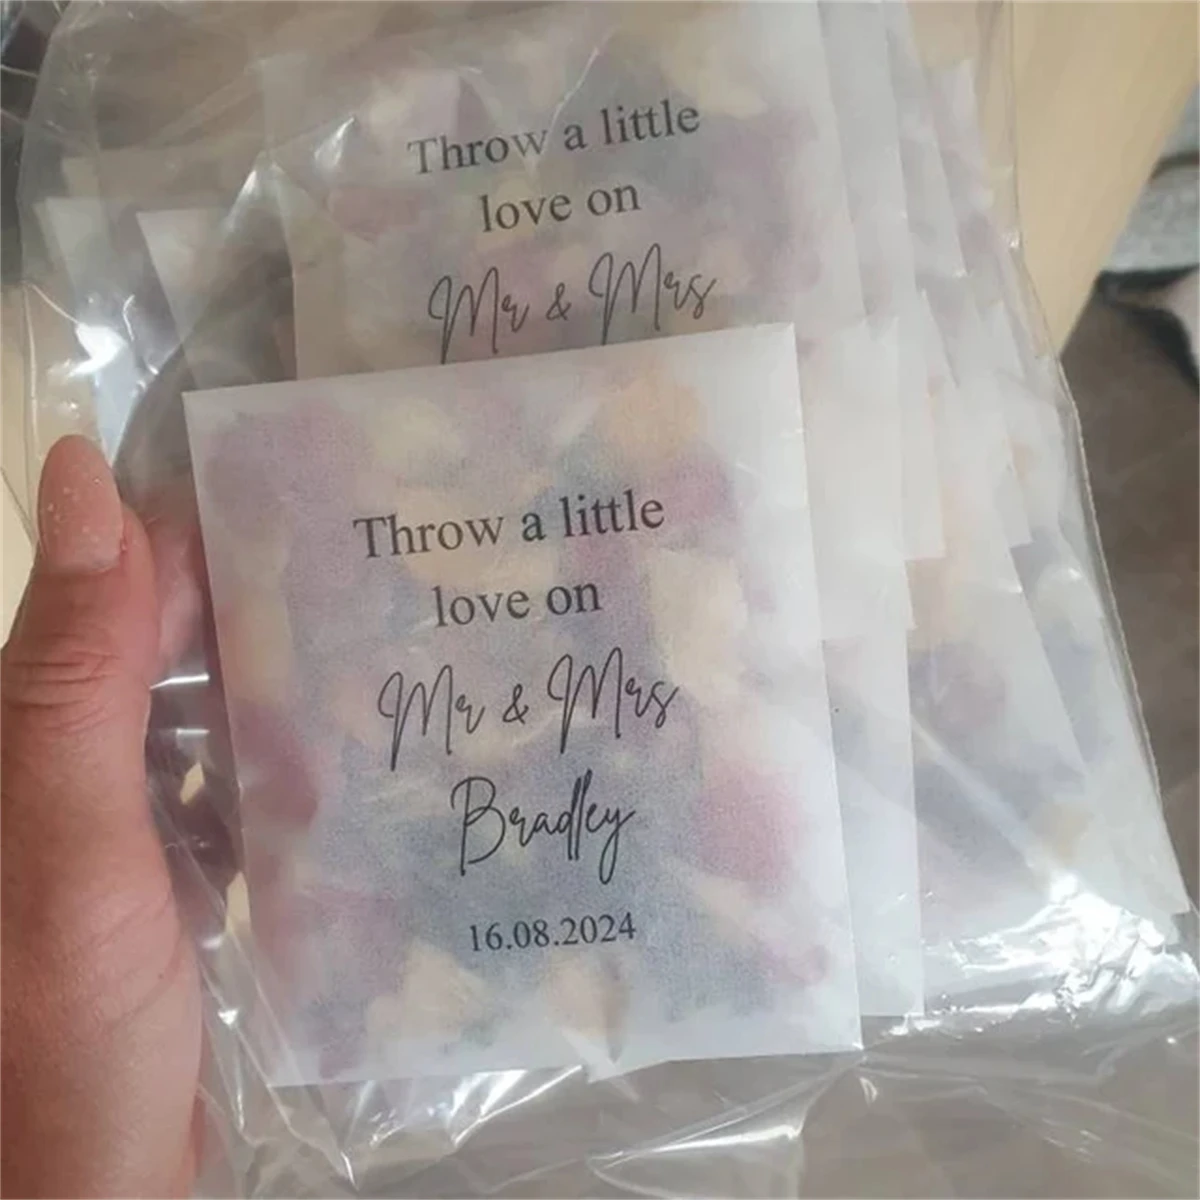 Throw a little
love on
Mr & Mrs
Throw a little
love on
Mr & Mrs
Bradley
16.08.2024